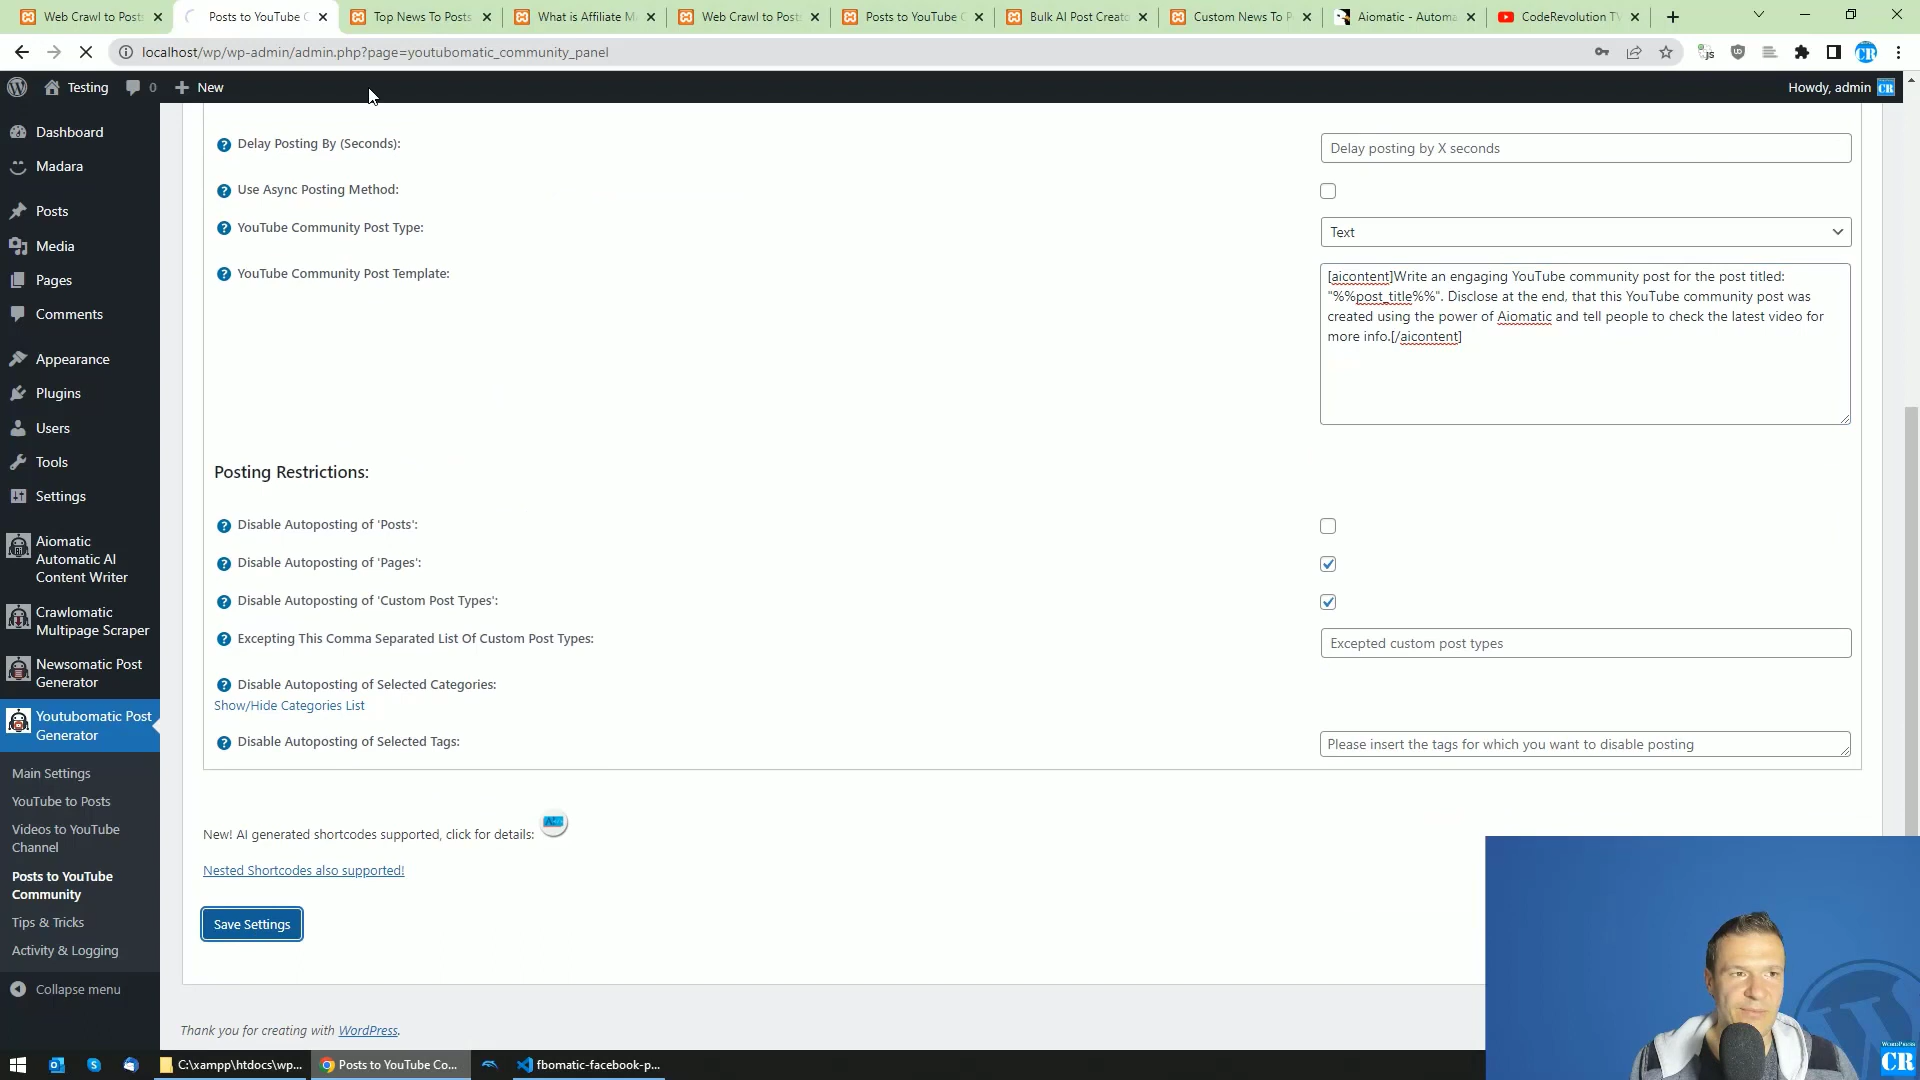 Web Crawl to Posts
Posts to YouTube C
Top News To Posts
What is Affiliate M
Web Crawl to Posts
Posts to YouTube C
Bulk AI Post Creato
Custom News To P
Aiomatic - Automa
CodeRevolution TV
localhost/wp/wp-admin/admin.php?page=youtubomatic_community_panel
Testing
0
New
Howdy, admin
Dashboard
Madara
Posts
Media
Pages
Comments
Appearance
Plugins
Users
Tools
Settings
Aiomatic
Automatic AI
Content Writer
Crawlomatic
Multipage Scraper
Newsomatic Post
Generator
Youtubomatic Post
Generator
Main Settings
YouTube to Posts
Videos to YouTube
Channel
Posts to YouTube
Community
Tips & Tricks
Activity & Logging
Collapse menu
Delay Posting By (Seconds):
Delay posting by X seconds
Use Async Posting Method:
YouTube Community Post Type:
Text
YouTube Community Post Template:
[aicontent]Write an engaging YouTube community post for the post titled:
"%%post_title%%". Disclose at the end, that this YouTube community post was
created using the power of Aiomatic and tell people to check the latest video for
more info.[/aicontent]
Posting Restrictions:
Disable Autoposting of 'Posts':
Disable Autoposting of 'Pages':
Disable Autoposting of 'Custom Post Types':
Excepting This Comma Separated List Of Custom Post Types:
Excepted custom post types
Disable Autoposting of Selected Categories:
Show/Hide Categories List
Disable Autoposting of Selected Tags:
Please insert the tags for which you want to disable posting
New! AI generated shortcodes supported, click for details:
Nested Shortcodes also supported!
Save Settings
Thank you for creating with WordPress.
C:\xampp\htdocs\wp...
Posts to YouTube Co...
fbomatic-facebook-p...
WORDPRESS
CR